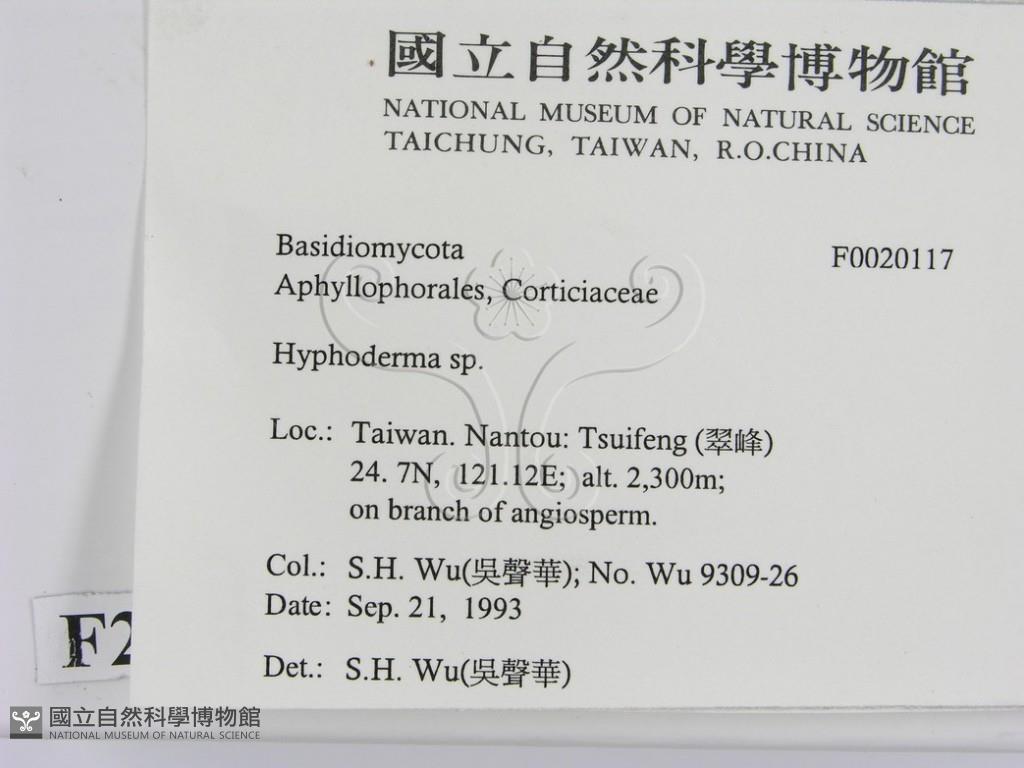 國立自然科學博物館
NATIONAL MUSEUM OF NATURAL SCIENCE
TAICHUNG, TAIWAN, R.O.CHINA
Basidiomycota F0020117
Aphyllophorales, Corticiaceae
Hyphoderma sp.
Loc.: Taiwan. Nantou: Tsuifeng (翠峰)
24. 7N, 121.12E; alt. 2,300m;
on branch of angiosperm.
Col.: S.H. Wu(吳聲華); No. Wu 9309-26
Date: Sep. 21, 1993
F2
Det.: S.H. Wu(吳聲華)
國立自然科學博物館
NATIONAL MUSEUM OF NATURAL SCIENCE